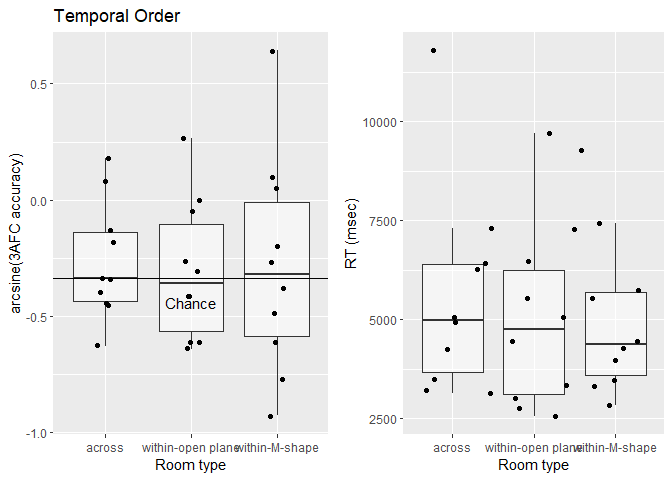 Temporal Order
arcsine(3AFC accuracy)
0.5
0.0
-0.5
-1.0
Chance
across
within-open plane
within-M-shape
Room type
RT (msec)
10000
7500
5000
2500
across
within-open plane
within-M-shape
Room type